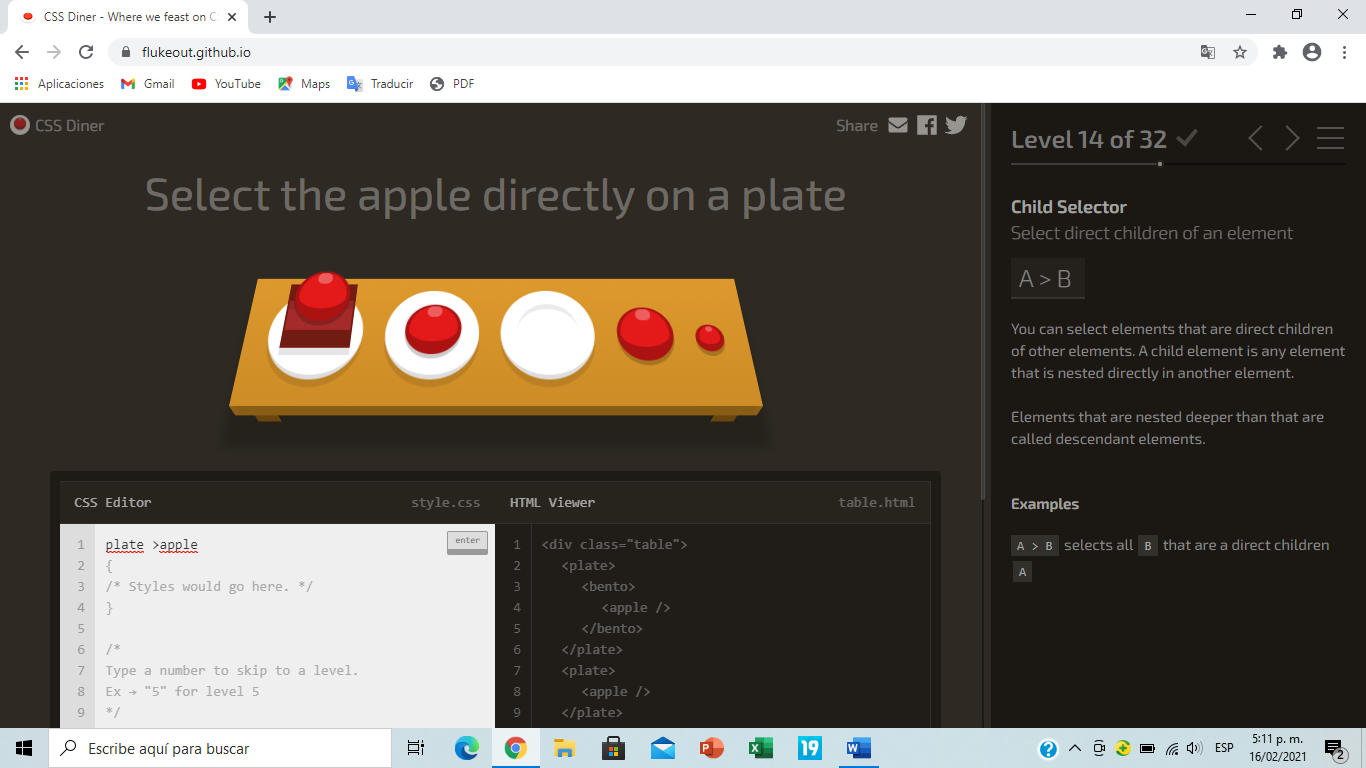 CSS Diner - Where we feast on C
flukeout.github.io
Aplicaciones Gmail YouTube Maps Traducir PDF
CSS Diner
Share
Select the apple directly on a plate
CSS Editor style.css
1 plate >apple enter
2 {
3 /* Styles would go here. */
4 }
5
6 /*
7 Type a number to skip to a level.
8 Ex → "5" for level 5
9 */
HTML Viewer table.html
1 <div class="table">
2 <plate>
3 <bento>
4 <apple />
5 </bento>
6 </plate>
7 <plate>
8 <apple />
9 </plate>
Level 14 of 32
Child Selector
Select direct children of an element
A > B
You can select elements that are direct children
of other elements. A child element is any element
that is nested directly in another element.
Elements that are nested deeper than that are
called descendant elements.
Examples
A > B selects all B that are a direct children
A
Escribe aquí para buscar
19
ESP
5:11 p. m.
16/02/2021
2